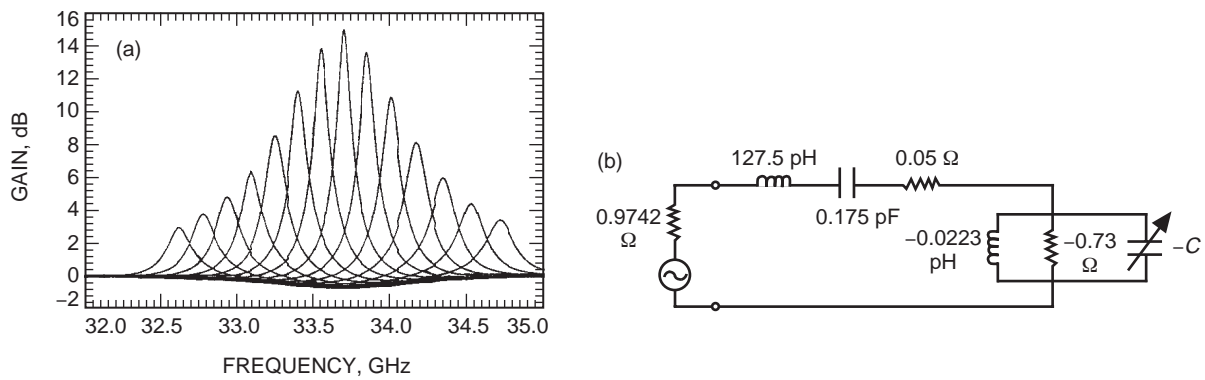 (a)
GAIN, dB
16
14
12
10
8
6
4
2
0
−2
32.0 32.5 33.0 33.5 34.0 34.5 35.0
FREQUENCY, GHz
(b)
127.5 pH
0.05 Ω
0.175 pF
0.9742
Ω
−0.0223
pH
−0.73
Ω
−C